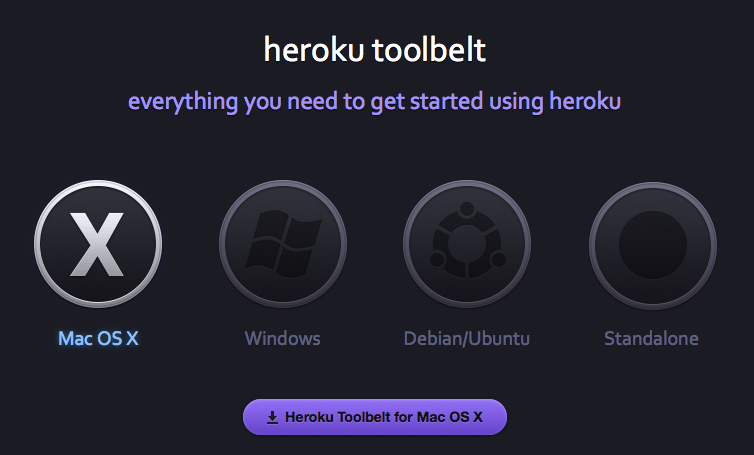 heroku toolbelt
everything you need to get started using heroku
X
Mac OS X
Windows
Debian/Ubuntu
Standalone
Heroku Toolbelt for Mac OS X